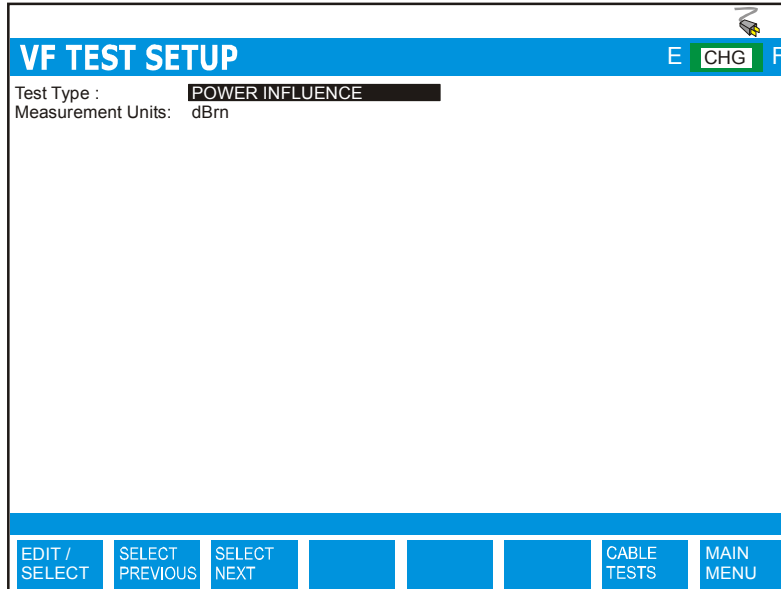 VF TEST SETUP E CHG F
Test Type : POWER INFLUENCE
Measurement Units: dBrn
EDIT / SELECT
SELECT PREVIOUS
SELECT NEXT
CABLE TESTS
MAIN MENU